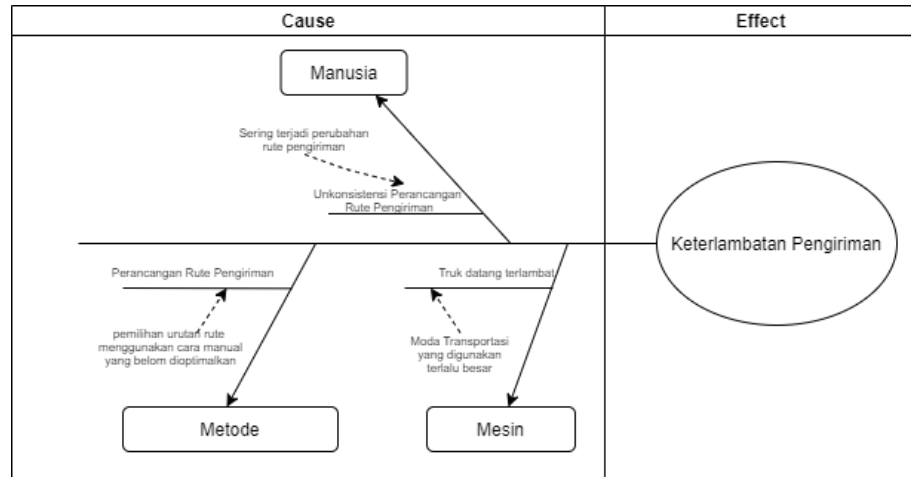 Cause
Effect
Manusia
Sering terjadi perubahan
rute pengiriman
Unkonsistensi Perancangan
Rute Pengiriman
Keterlambatan Pengiriman
Perancangan Rute Pengiriman
pemilihan urutan rute
menggunakan cara manual
yang belom dioptimalkan
Truk datang terlambat
Moda Transportasi
yang digunakan
terlalu besar
Metode
Mesin